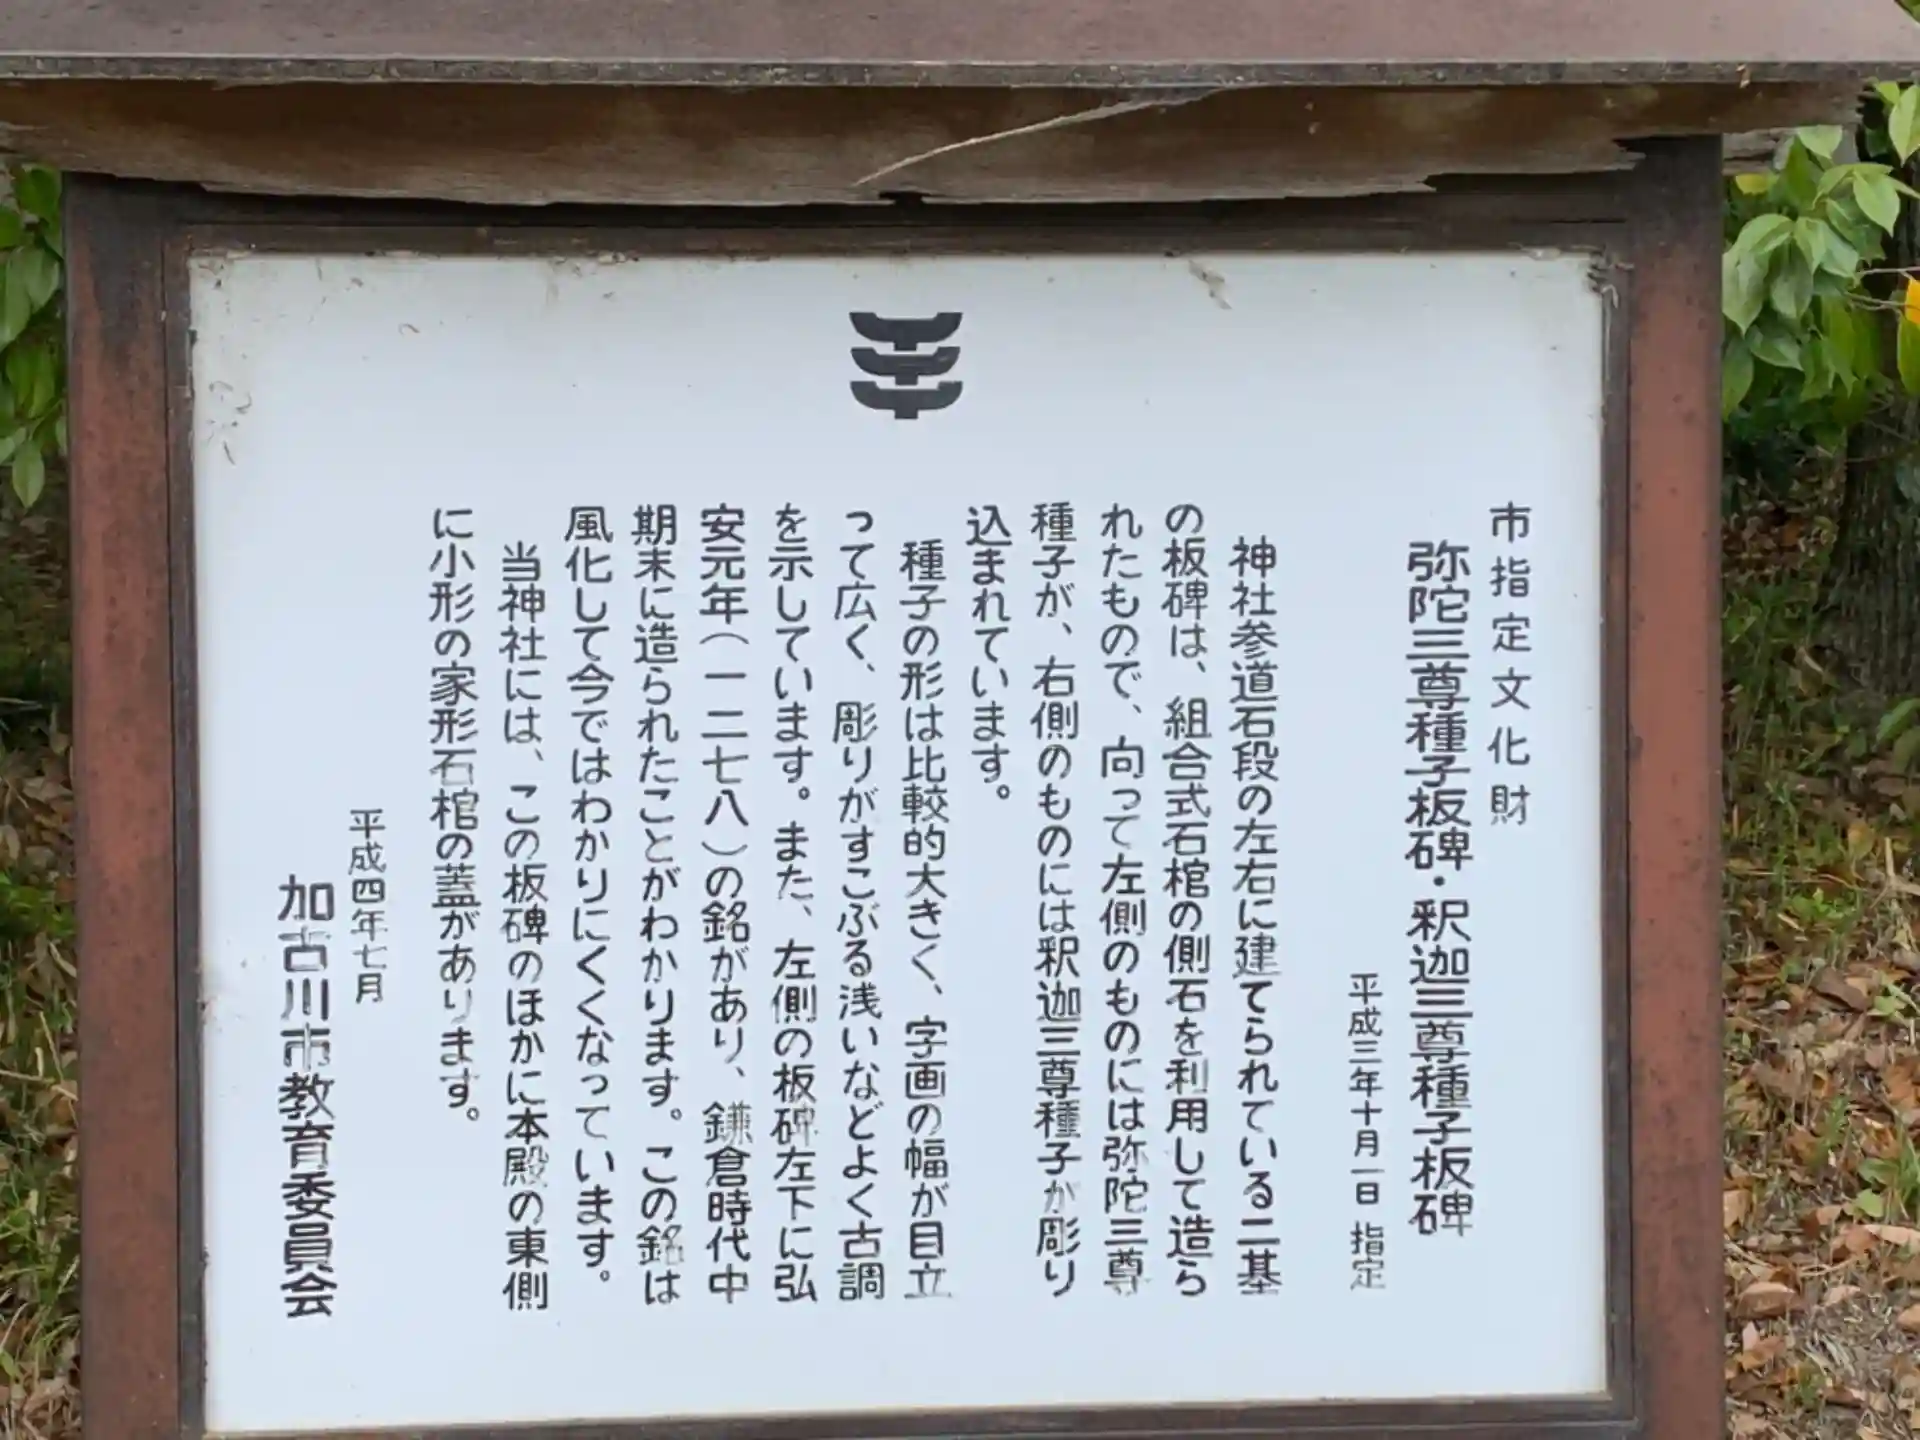 市指定文化財
弥陀三尊種子板碑・釈迦三尊種子板碑
平成三年十月一日 指定
神社参道石段の左右に建てられている二基
の板碑は、組合式石棺の側石を利用して造ら
れたもので、向って左側のものには弥陀三尊
種子が、右側のものには釈迦三尊種子が彫り
込まれています。
種子の形は比較的大きく、字画の幅が目立
って広く、彫りがすこぶる浅いなどよく古調
を示しています。また、左側の板碑左下に弘
安元年（一二七八）の銘があり、鎌倉時代中
期末に造られたことがわかります。この銘は
風化して今ではわかりにくくなっています。
当神社には、この板碑のほかに本殿の東側
に小形の家形石棺の蓋があります。
平成四年七月
加古川市教育委員会